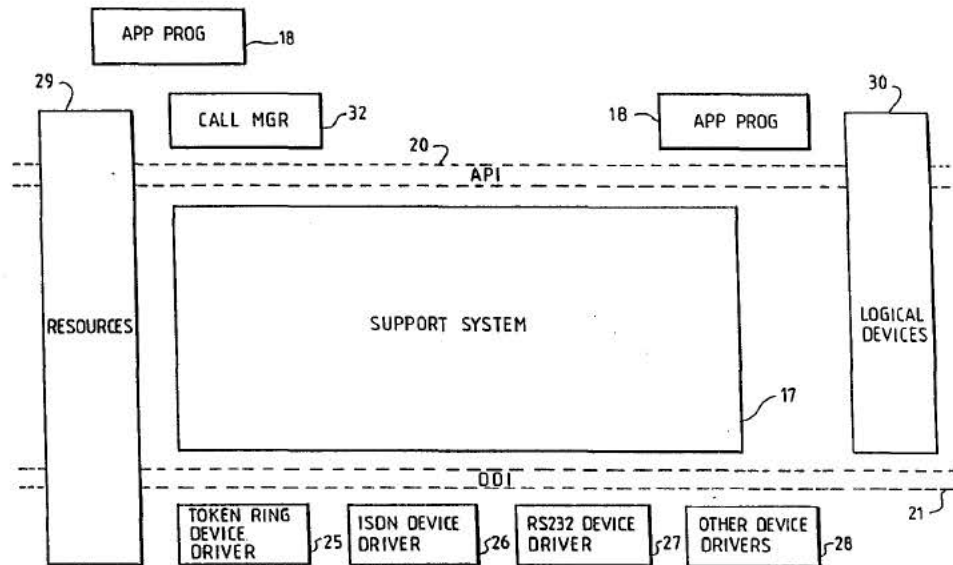 APP PROG
18
29
CALL MGR
32
18
APP PROG
30
20
API
RESOURCES
SUPPORT SYSTEM
LOGICAL
DEVICES
17
DDI
21
TOKEN RING
DEVICE
DRIVER
25
ISDN DEVICE
DRIVER
26
RS232 DEVICE
DRIVER
27
OTHER DEVICE
DRIVERS
28